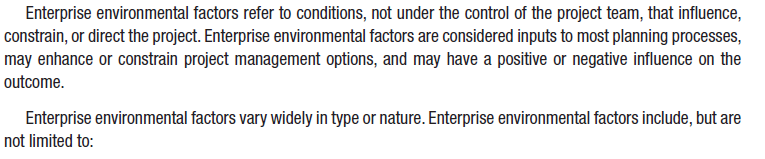 Enterprise environmental factors refer to conditions, not under the control of the project team, that influence,
constrain, or direct the project. Enterprise environmental factors are considered inputs to most planning processes,
may enhance or constrain project management options, and may have a positive or negative influence on the
outcome.
Enterprise environmental factors vary widely in type or nature. Enterprise environmental factors include, but are
not limited to: